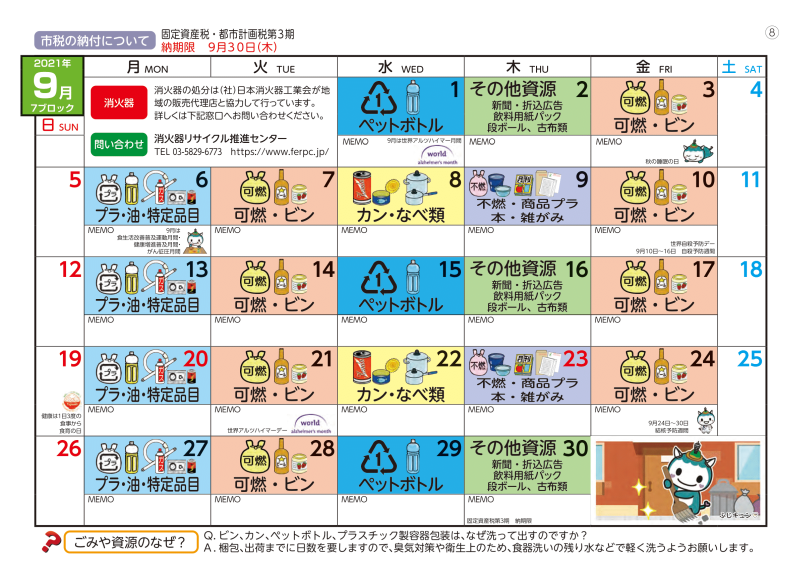 ⑧
市税の納付について
固定資産税・都市計画税第3期
納期限 9月30日(木)
2021年
9月
7ブロック
日 SUN
月 MON
火 TUE
水 WED
木 THU
金 FRI
土 SAT
消火器
消火器の処分は(社)日本消火器工業会が地
域の販売代理店と協力して行っています。
詳しくは下記窓口へお問い合わせください。
問い合わせ
消火器リサイクル推進センター
TEL 03-5829-6773 https://www.ferpc.jp/
1
ペットボトル
MEMO
9月は世界アルツハイマー月間
world
alzheimer's month
その他資源 2
新聞・折込広告
飲料用紙パック
段ボール、古布類
MEMO
可燃
3
可燃・ビン
MEMO
秋の睡眠の日
4
5
プラ
6
プラ・油・特定品目
MEMO
9月は
食生活改善普及運動月間・
健康増進普及月間・
がん征圧月間
可燃
7
可燃・ビン
MEMO
8
カン・なべ類
MEMO
不燃
9
不燃・商品プラ
本・雑がみ
MEMO
可燃
10
可燃・ビン
MEMO
世界自殺予防デー
9月10日~16日 自殺予防週間
11
12
プラ
13
プラ・油・特定品目
MEMO
可燃
14
可燃・ビン
MEMO
1
15
ペットボトル
MEMO
その他資源 16
新聞・折込広告
飲料用紙パック
段ボール、古布類
MEMO
可燃
17
可燃・ビン
MEMO
18
19
健康は1日3度の
食事から
食育の日
プラ
20
プラ・油・特定品目
MEMO
可燃
21
可燃・ビン
MEMO
世界アルツハイマーデー
world
alzheimer's month
22
カン・なべ類
MEMO
不燃
23
不燃・商品プラ
本・雑がみ
MEMO
可燃
24
可燃・ビン
MEMO
9月24日~30日
結核予防週間
25
26
プラ
27
プラ・油・特定品目
MEMO
可燃
28
可燃・ビン
MEMO
1
29
ペットボトル
MEMO
その他資源 30
新聞・折込広告
飲料用紙パック
段ボール、古布類
MEMO
固定資産税第3期 納期限
ふじキュン
ごみや資源のなぜ?
Q. ビン、カン、ペットボトル、プラスチック製容器包装は、なぜ洗って出すのですか?
A. 梱包、出荷までに日数を要しますので、臭気対策や衛生上のため、食器洗いの残り水などで軽く洗うようお願いします。